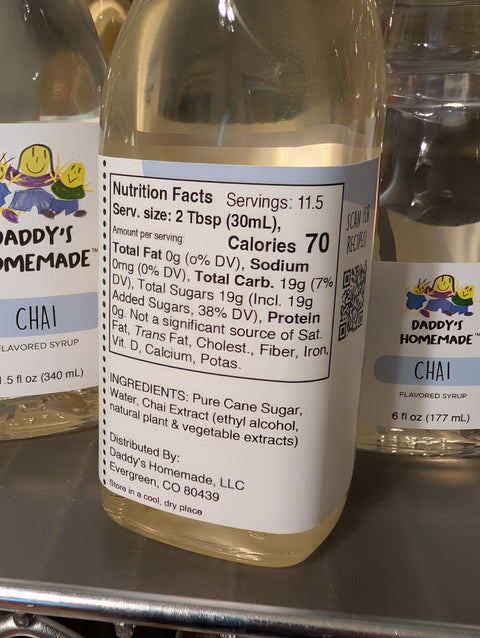 DADDY'S
HOMEMADE™
CHAI
FLAVORED SYRUP
1.5 fl oz (340 mL)
Nutrition Facts Servings: 11.5
Serv. size: 2 Tbsp (30mL),
Amount per serving:
Calories 70
Total Fat 0g (0% DV), Sodium
0mg (0% DV), Total Carb. 19g (7%
DV), Total Sugars 19g (Incl. 19g
Added Sugars, 38% DV), Protein
0g. Not a significant source of Sat.
Fat, Trans Fat, Cholest., Fiber, Iron,
Vit. D, Calcium, Potas.
INGREDIENTS: Pure Cane Sugar,
Water, Chai Extract (ethyl alcohol,
natural plant & vegetable extracts)
Distributed By:
Daddy's Homemade, LLC
Evergreen, CO 80439
Store in a cool, dry place
SCAN FOR
RECIPES
DADDY'S
HOMEMADE™
CHAI
FLAVORED SYRUP
6 fl oz (177 mL)